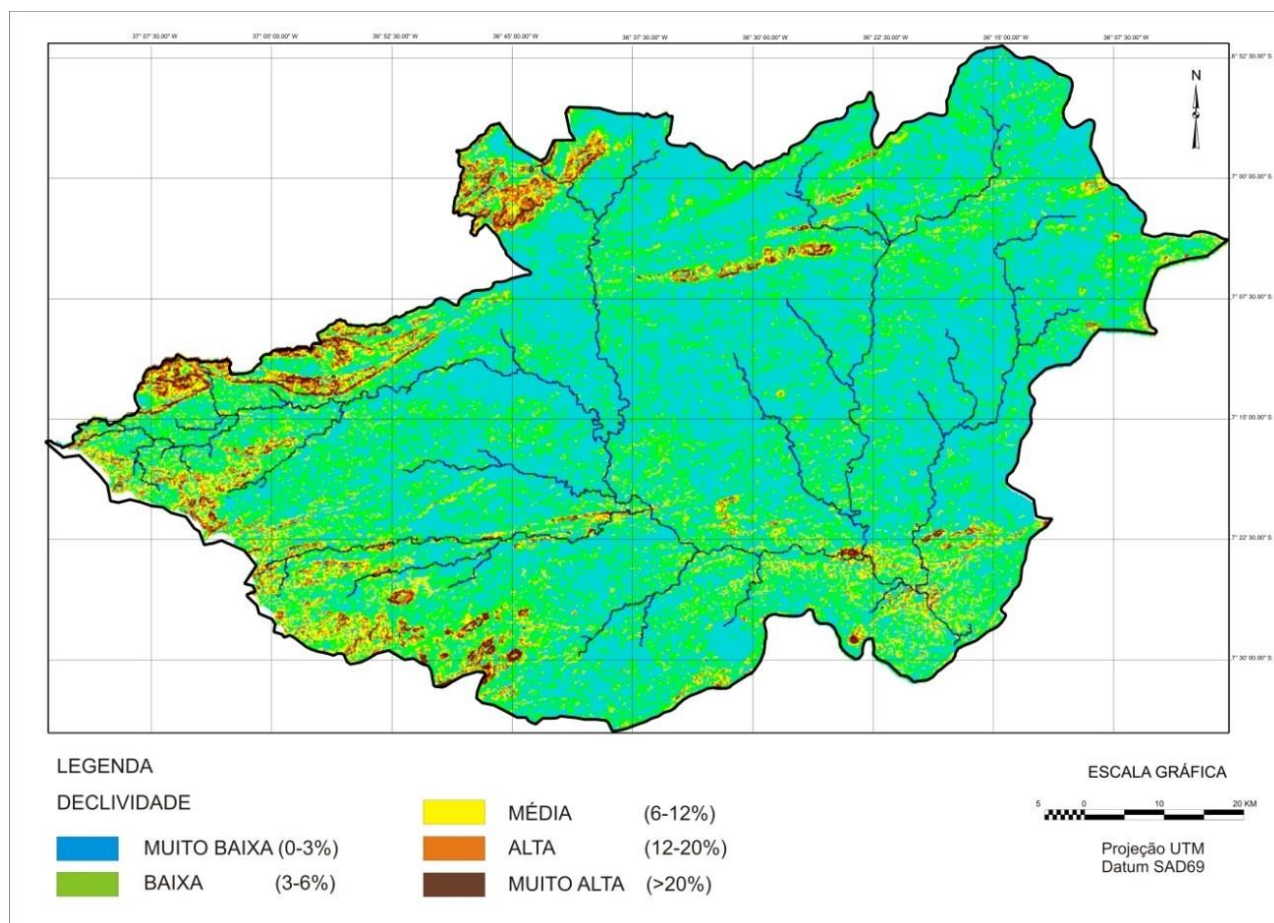 37° 07' 30.00" W 37° 00' 00.00" W 36° 52' 30.00" W 36° 45' 00.00" W 36° 37' 30.00" W 36° 30' 00.00" W 36° 22' 30.00" W 36° 15' 00.00" W 36° 07' 30.00" W
6° 52' 30.00" S
N
7° 00' 00.00" S
7° 07' 30.00" S
7° 15' 00.00" S
7° 22' 30.00" S
7° 30' 00.00" S
LEGENDA
DECLIVIDADE
MUITO BAIXA (0-3%)
BAIXA (3-6%)
MÉDIA (6-12%)
ALTA (12-20%)
MUITO ALTA (>20%)
ESCALA GRÁFICA
5 0 10 20 KM
Projeção UTM
Datum SAD69